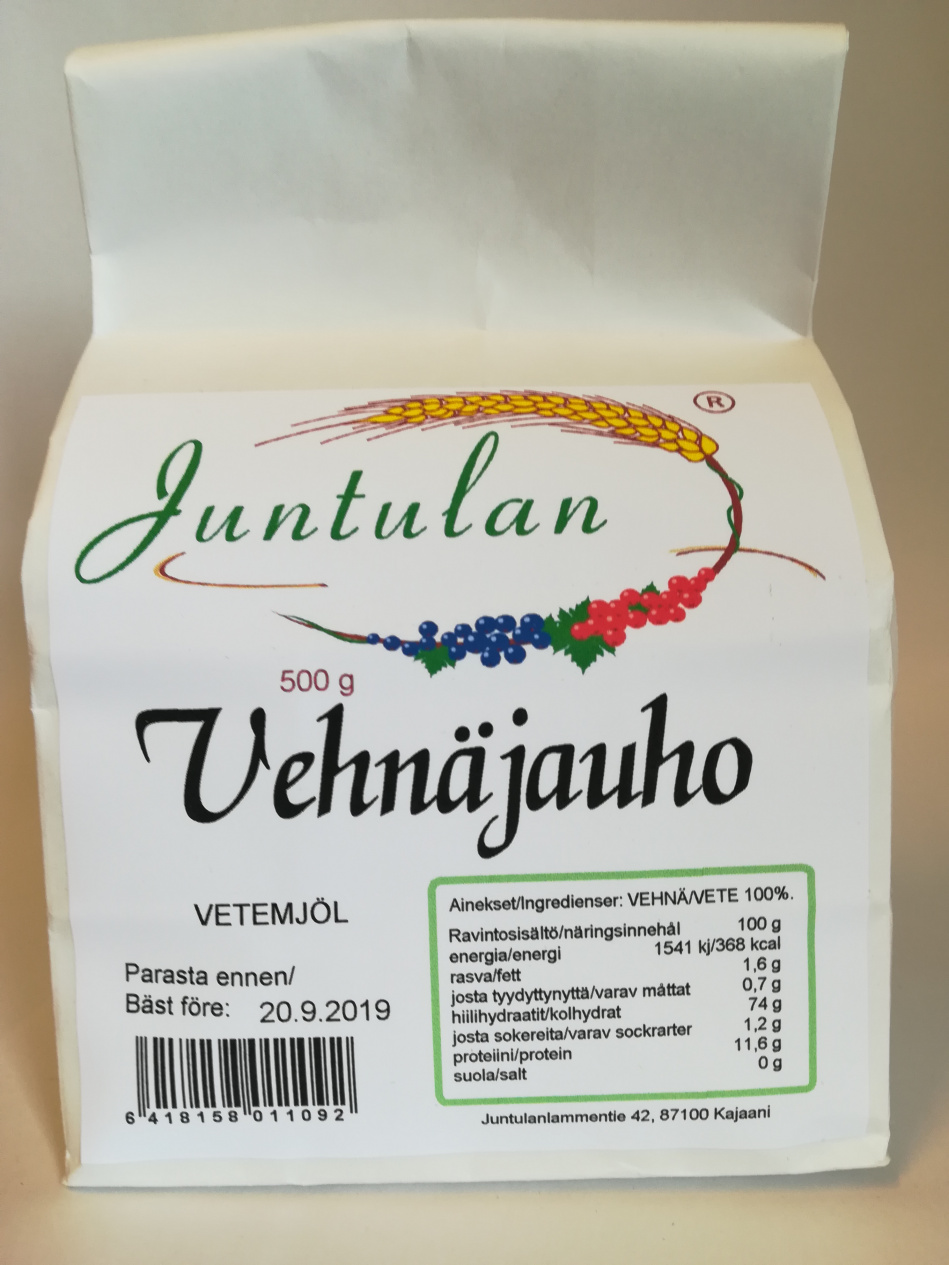 ®
Juntulan
500 g
Vehnäjauho
VETEMJÖL
Parasta ennen/
Bäst före: 20.9.2019
6 418158 011092
Ainekset/Ingredienser: VEHNÄ/VETE 100%.
Ravintosisältö/näringsinnehål 100 g
energia/energi 1541 kj/368 kcal
rasva/fett 1,6 g
josta tyydyttynyttä/varav måttat 0,7 g
hiilihydraatit/kolhydrat 74 g
josta sokereita/varav sockrarter 1,2 g
proteiini/protein 11,6 g
suola/salt 0 g
Juntulanlammentie 42, 87100 Kajaani